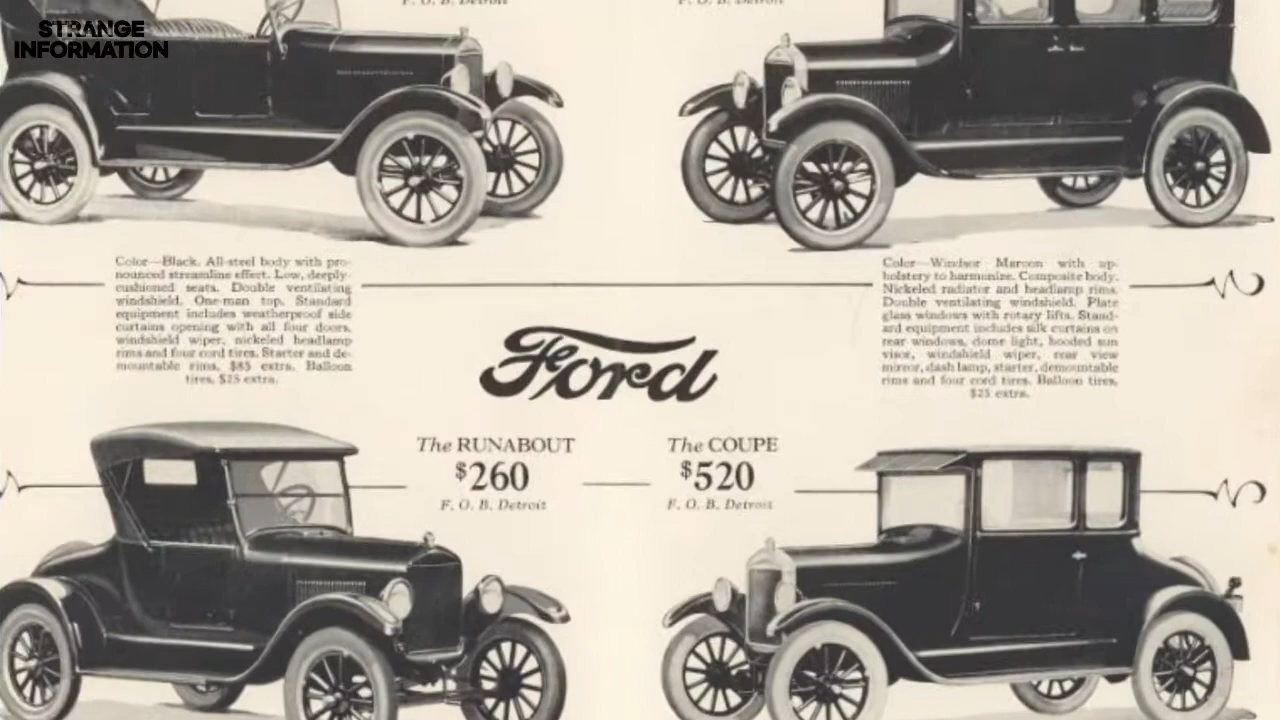 STRANGE
INFORMATION
F. O. B. Detroit
F. O. B. Detroit
Color—Black. All-steel body with pro-
nounced streamline effect. Low, deeply-
cushioned seats. Double ventilating
windshield. One-man top. Standard
equipment includes weatherproof side
curtains opening with all four doors,
windshield wiper, nickeled headlamp
rims and four cord tires. Starter and de-
mountable rims, $85 extra. Balloon
tires, $25 extra.
Color—Windsor Maroon with up-
holstery to harmonize. Composite body.
Nickeled radiator and headlamp rims.
Double ventilating windshield. Plate
glass windows with rotary lifts. Stand-
ard equipment includes silk curtains on
rear windows, dome light, hooded sun
visor, windshield wiper, rear view
mirror, dash lamp, starter, demountable
rims and four cord tires. Balloon tires,
$25 extra.
Ford
The RUNABOUT
$260
F. O. B. Detroit
The COUPE
$520
F. O. B. Detroit